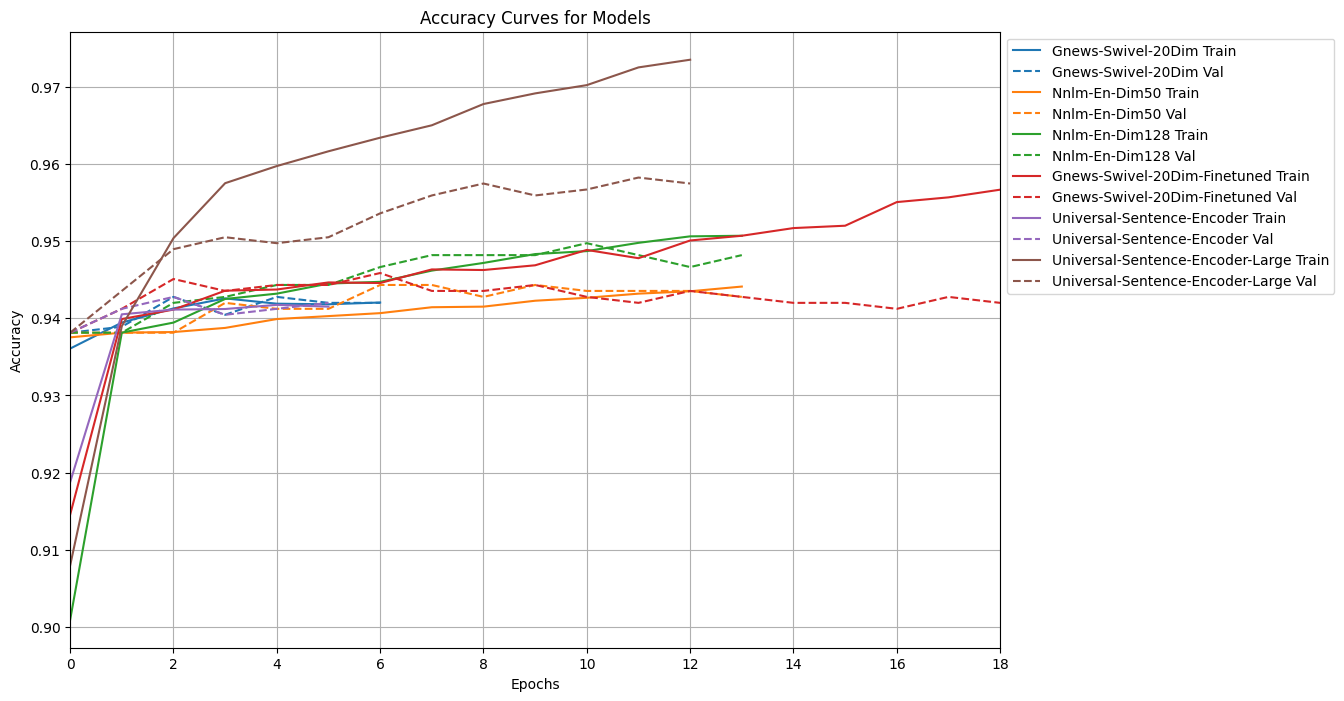 Accuracy Curves for Models
Accuracy
0.97
0.96
0.95
0.94
0.93
0.92
0.91
0.90
0
2
4
6
8
10
12
14
16
18
Epochs
Gnews-Swivel-20Dim Train
Gnews-Swivel-20Dim Val
Nnlm-En-Dim50 Train
Nnlm-En-Dim50 Val
Nnlm-En-Dim128 Train
Nnlm-En-Dim128 Val
Gnews-Swivel-20Dim-Finetuned Train
Gnews-Swivel-20Dim-Finetuned Val
Universal-Sentence-Encoder Train
Universal-Sentence-Encoder Val
Universal-Sentence-Encoder-Large Train
Universal-Sentence-Encoder-Large Val